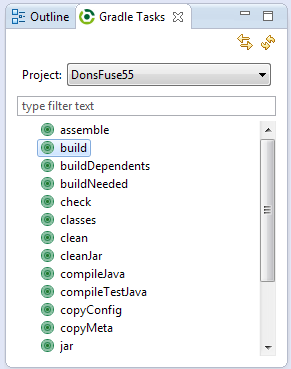 Outline
Gradle Tasks
Project: DonsFuse55
type filter text
assemble
build
buildDependents
buildNeeded
check
classes
clean
cleanJar
compileJava
compileTestJava
copyConfig
copyMeta
jar